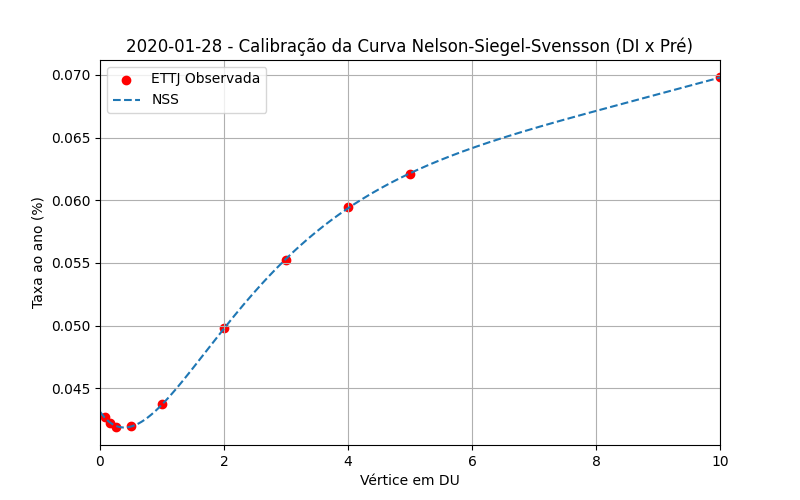 2020-01-28 - Calibração da Curva Nelson-Siegel-Svensson (DI x Pré)
ETTJ Observada
NSS
Taxa ao ano (%)
0.070
0.065
0.060
0.055
0.050
0.045
0
2
4
6
8
10
Vértice em DU